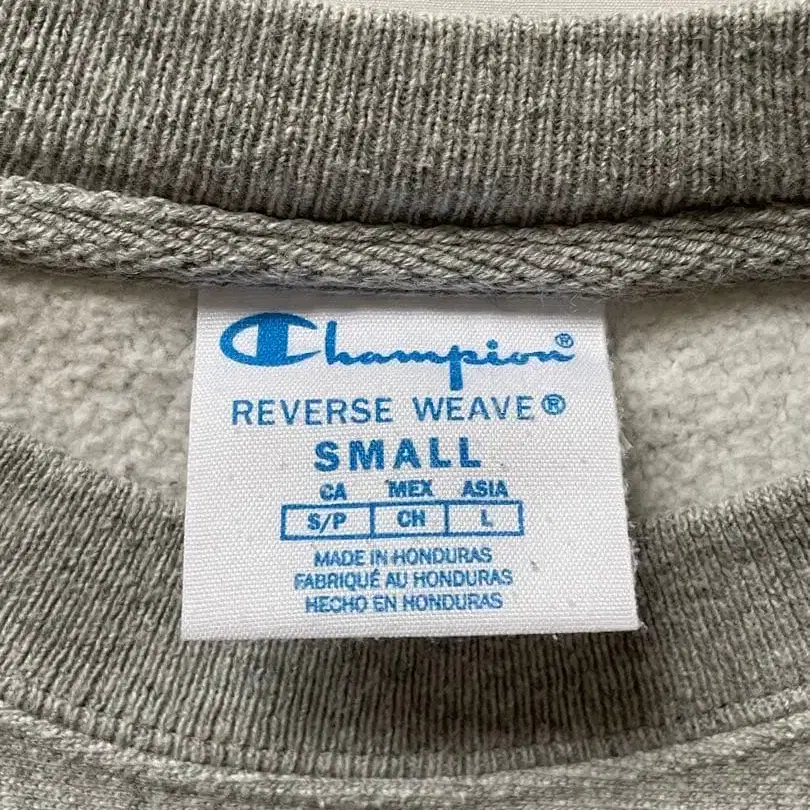 Champion®
REVERSE WEAVE®
SMALL
CA MEX ASIA
S/P CH L
MADE IN HONDURAS
FABRIQUÉ AU HONDURAS
HECHO EN HONDURAS